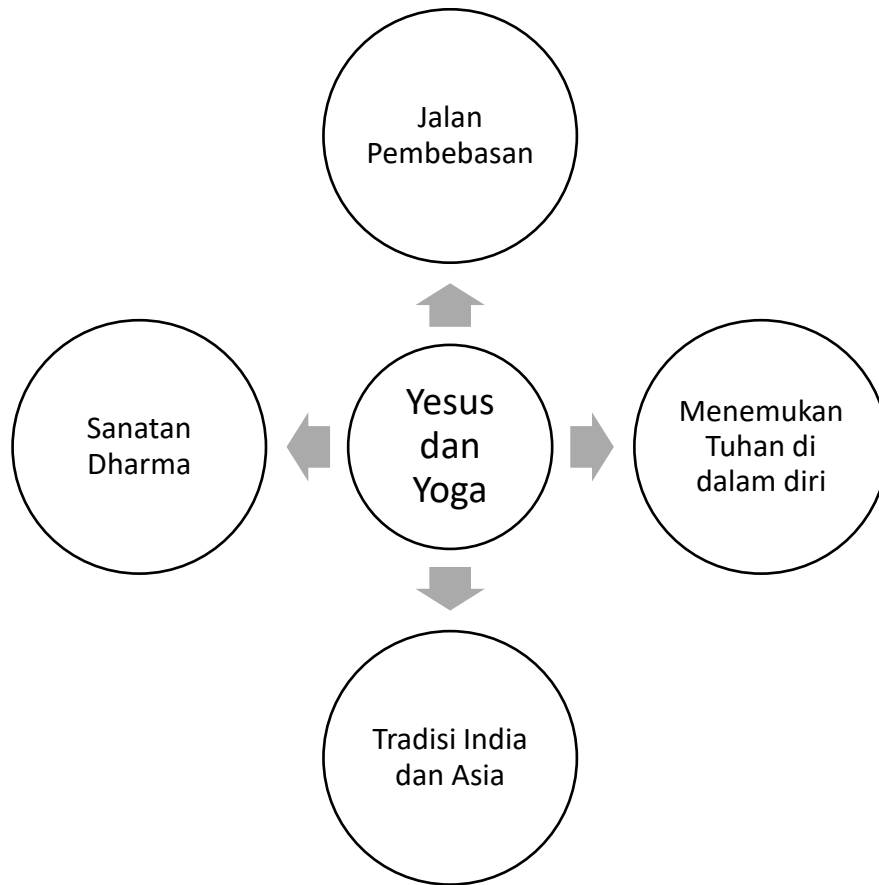 Jalan
Pembebasan
Sanatan
Dharma
Yesus
dan
Yoga
Menemukan
Tuhan di
dalam diri
Tradisi India
dan Asia